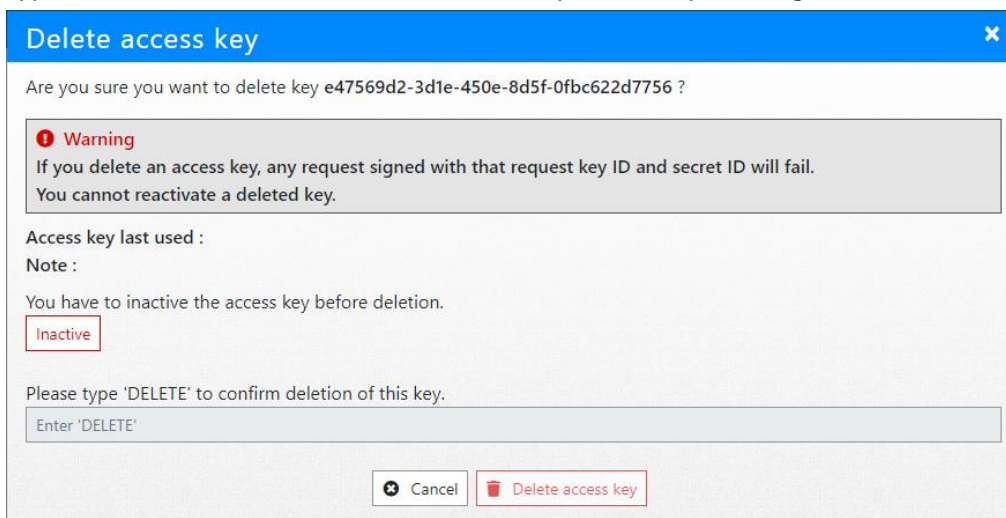 Delete access key
Are you sure you want to delete key e47569d2-3d1e-450e-8d5f-0fbc622d7756 ?
Warning
If you delete an access key, any request signed with that request key ID and secret ID will fail.
You cannot reactivate a deleted key.
Access key last used :
Note :
You have to inactive the access key before deletion.
Inactive
Please type 'DELETE' to confirm deletion of this key.
Enter 'DELETE'
Cancel Delete access key